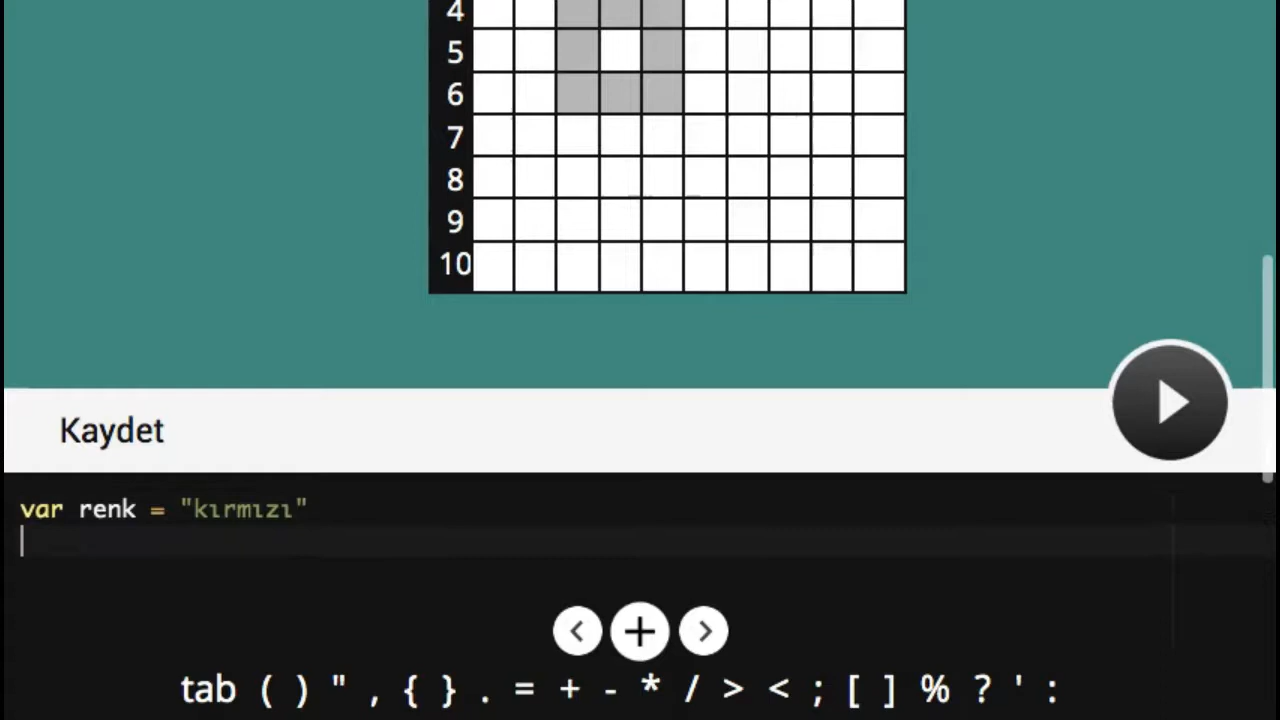 4
5
6
7
8
9
10
Kaydet
var renk = "kırmızı"
tab ( ) " , { } . = + - * / > < ; [ ] % ? ' :